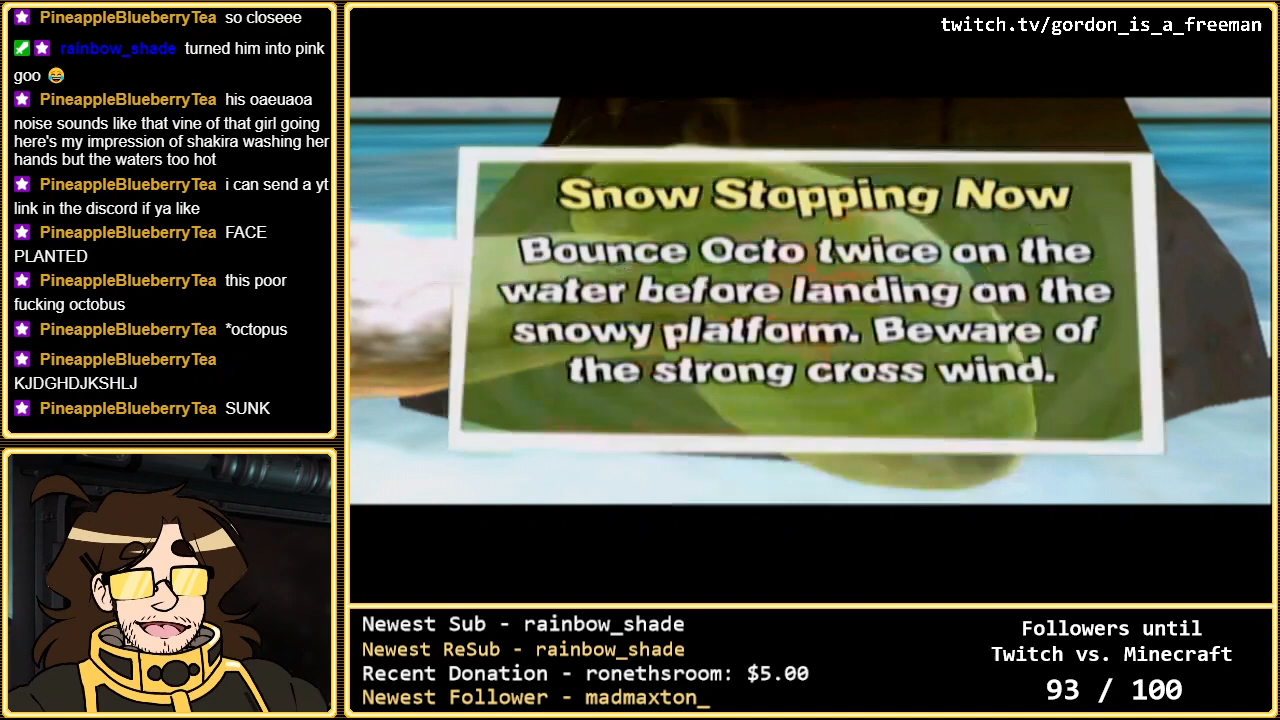 PineappleBlueberryTea so closeee
rainbow_shade turned him into pink
goo 😂
PineappleBlueberryTea his oaeuaoa
noise sounds like that vine of that girl going
here's my impression of shakira washing her
hands but the waters too hot
PineappleBlueberryTea i can send a yt
link in the discord if ya like
PineappleBlueberryTea FACE
PLANTED
PineappleBlueberryTea this poor
fucking octobus
PineappleBlueberryTea *octopus
PineappleBlueberryTea
KJDGHDJKSHLJ
PineappleBlueberryTea SUNK
twitch.tv/gordon_is_a_freeman
Snow Stopping Now
Bounce Octo twice on the
water before landing on the
snowy platform. Beware of
the strong cross wind.
Newest Sub - rainbow_shade
Newest ReSub - rainbow_shade
Recent Donation - ronethsroom: $5.00
Newest Follower - madmaxton_
Followers until
Twitch vs. Minecraft
93 / 100